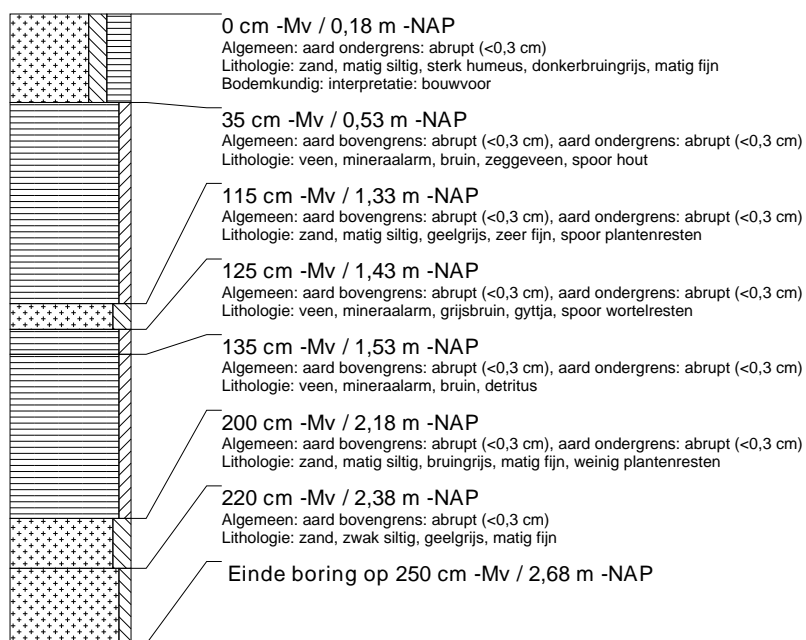 0 cm -Mv / 0,18 m -NAP
Algemeen: aard ondergrens: abrupt (<0,3 cm)
Lithologie: zand, matig siltig, sterk humeus, donkerbruingrijs, matig fijn
Bodemkundig: interpretatie: bouwvoor
35 cm -Mv / 0,53 m -NAP
Algemeen: aard bovengrens: abrupt (<0,3 cm), aard ondergrens: abrupt (<0,3 cm)
Lithologie: veen, mineraalarm, bruin, zeggeveen, spoor hout
115 cm -Mv / 1,33 m -NAP
Algemeen: aard bovengrens: abrupt (<0,3 cm), aard ondergrens: abrupt (<0,3 cm)
Lithologie: zand, matig siltig, geelgrijs, zeer fijn, spoor plantenresten
125 cm -Mv / 1,43 m -NAP
Algemeen: aard bovengrens: abrupt (<0,3 cm), aard ondergrens: abrupt (<0,3 cm)
Lithologie: veen, mineraalarm, grijsbruin, gyttja, spoor wortelresten
135 cm -Mv / 1,53 m -NAP
Algemeen: aard bovengrens: abrupt (<0,3 cm), aard ondergrens: abrupt (<0,3 cm)
Lithologie: veen, mineraalarm, bruin, detritus
200 cm -Mv / 2,18 m -NAP
Algemeen: aard bovengrens: abrupt (<0,3 cm), aard ondergrens: abrupt (<0,3 cm)
Lithologie: zand, matig siltig, bruingrijs, matig fijn, weinig plantenresten
220 cm -Mv / 2,38 m -NAP
Algemeen: aard bovengrens: abrupt (<0,3 cm)
Lithologie: zand, zwak siltig, geelgrijs, matig fijn
Einde boring op 250 cm -Mv / 2,68 m -NAP